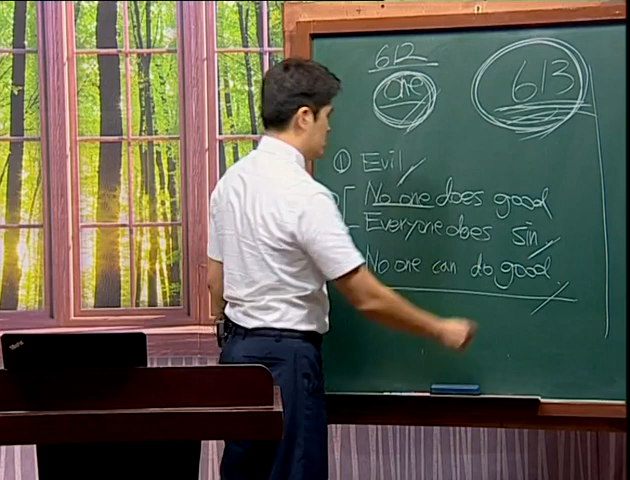 612
one
613
① Evil
No one does good
Everyone does sin
No one can do good